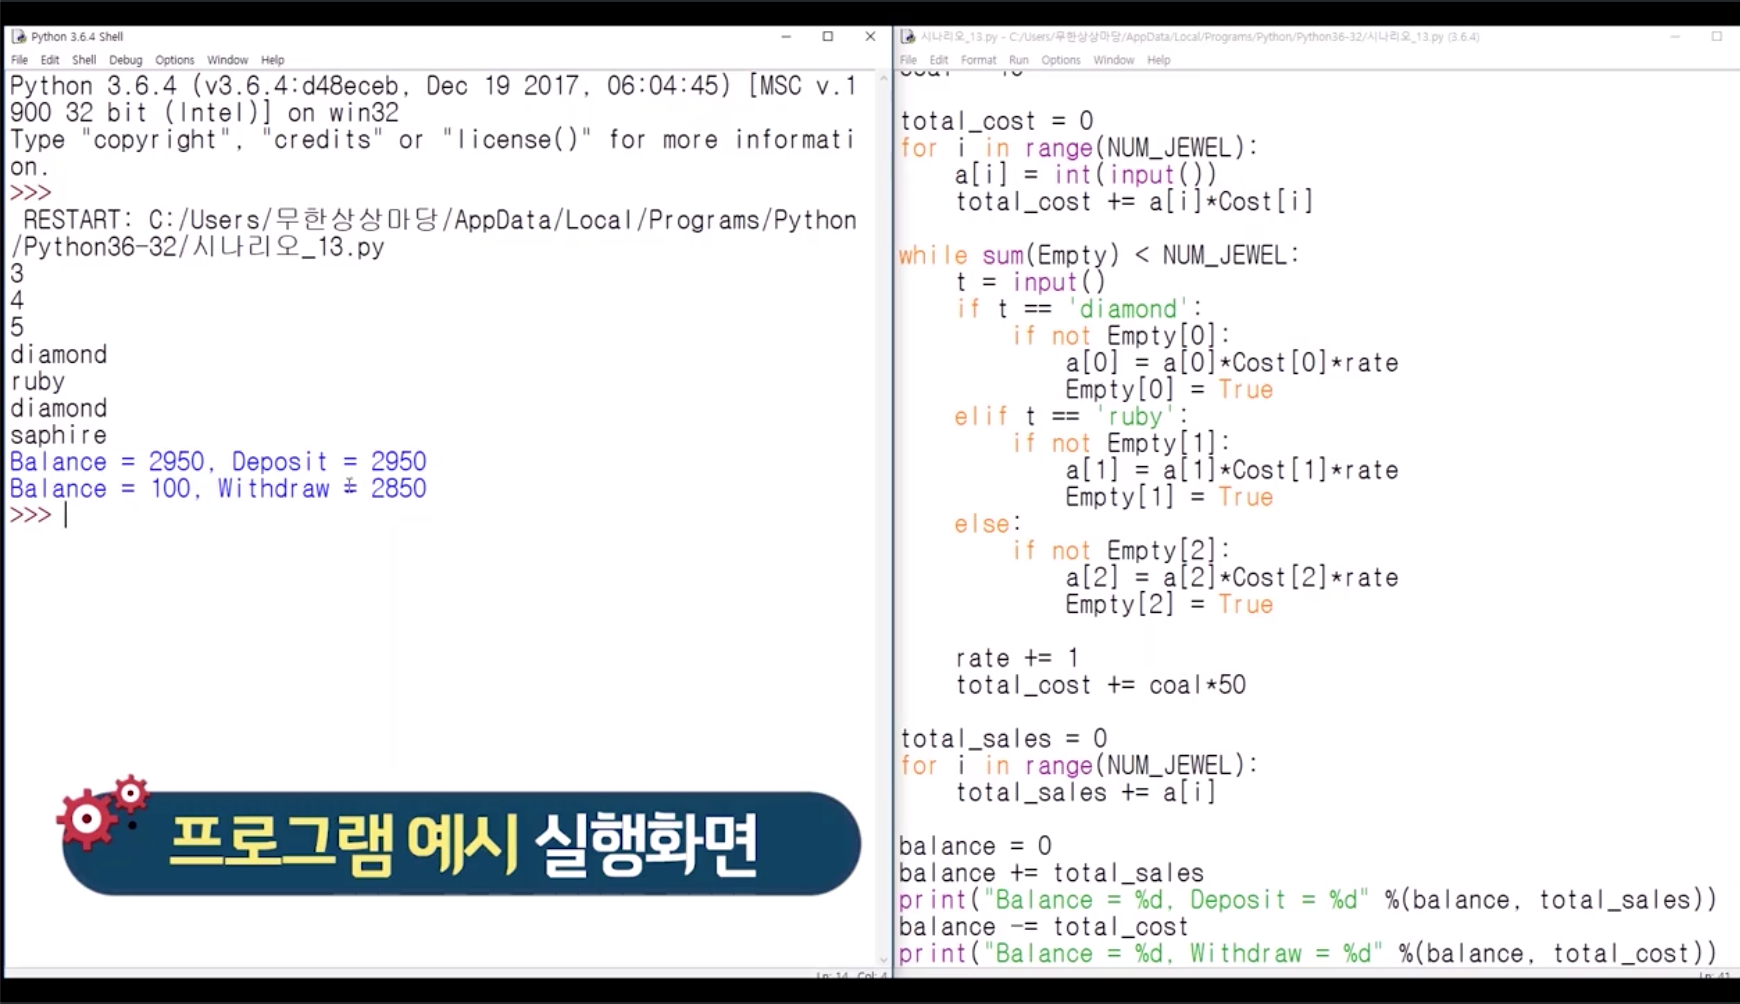 Python 3.6.4 Shell
File Edit Shell Debug Options Window Help
Python 3.6.4 (v3.6.4:d48eceb, Dec 19 2017, 06:04:45) [MSC v.1
900 32 bit (Intel)] on win32
Type "copyright", "credits" or "license()" for more informati
on.
>>>
RESTART: C:/Users/무한상상마당/AppData/Local/Programs/Python
/Python36-32/시나리오_13.py
3
4
5
diamond
ruby
diamond
saphire
Balance = 2950, Deposit = 2950
Balance = 100, Withdraw = 2850
>>>
프로그램 예시 실행화면
Ln: 14 Col: 4
시나리오_13.py - C:/Users/무한상상마당/AppData/Local/Programs/Python/Python36-32/시나리오_13.py (3.6.4)
File Edit Format Run Options Window Help
total_cost = 0
for i in range(NUM_JEWEL):
    a[i] = int(input())
    total_cost += a[i]*Cost[i]
while sum(Empty) < NUM_JEWEL:
    t = input()
    if t == 'diamond':
        if not Empty[0]:
            a[0] = a[0]*Cost[0]*rate
            Empty[0] = True
    elif t == 'ruby':
        if not Empty[1]:
            a[1] = a[1]*Cost[1]*rate
            Empty[1] = True
    else:
        if not Empty[2]:
            a[2] = a[2]*Cost[2]*rate
            Empty[2] = True
    rate += 1
    total_cost += coal*50
total_sales = 0
for i in range(NUM_JEWEL):
    total_sales += a[i]
balance = 0
balance += total_sales
print("Balance = %d, Deposit = %d" %(balance, total_sales))
balance -= total_cost
print("Balance = %d, Withdraw = %d" %(balance, total_cost))